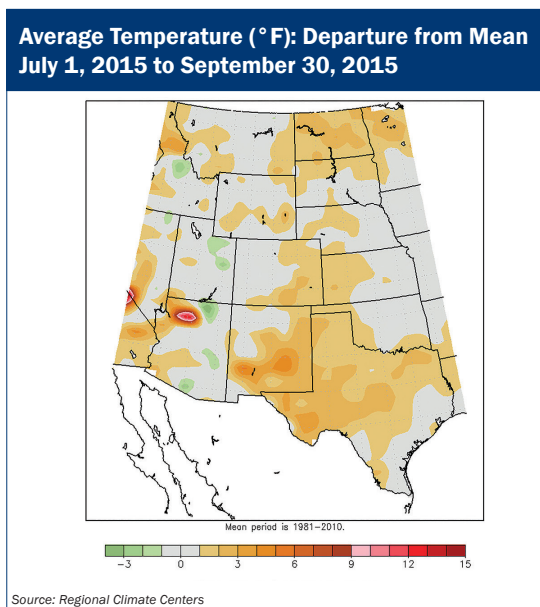 Average Temperature (°F): Departure from Mean
July 1, 2015 to September 30, 2015
Mean period is 1981-2010.
-3 0 3 6 9 12 15
Source: Regional Climate Centers